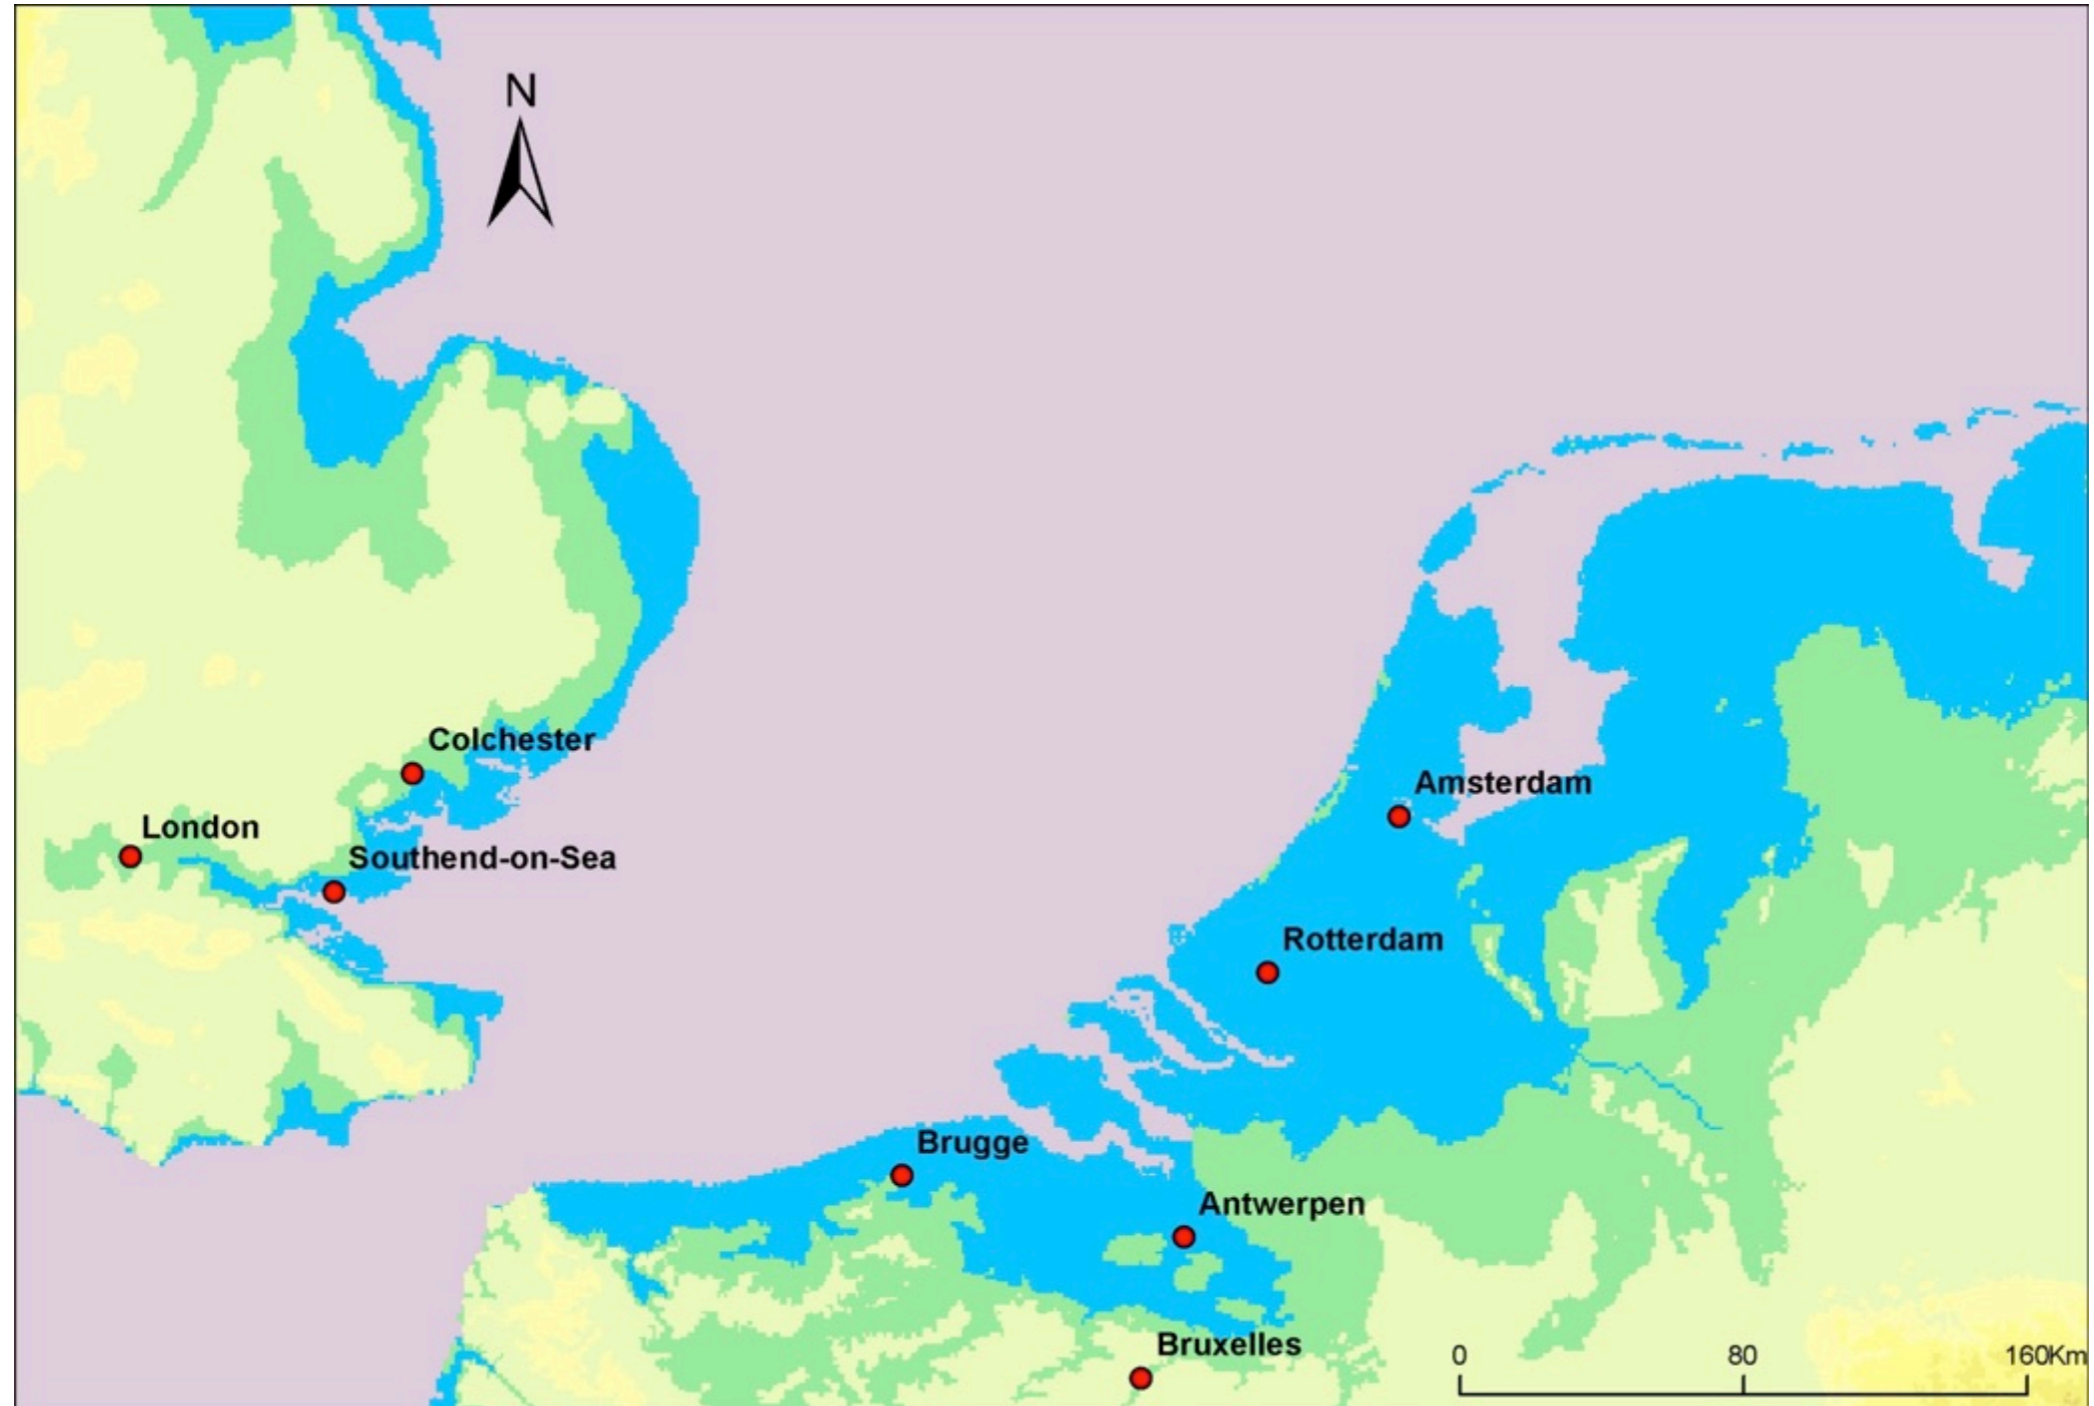 N
Colchester
Amsterdam
London
Southend-on-Sea
Rotterdam
Brugge
Antwerpen
Bruxelles
0 80 160Km